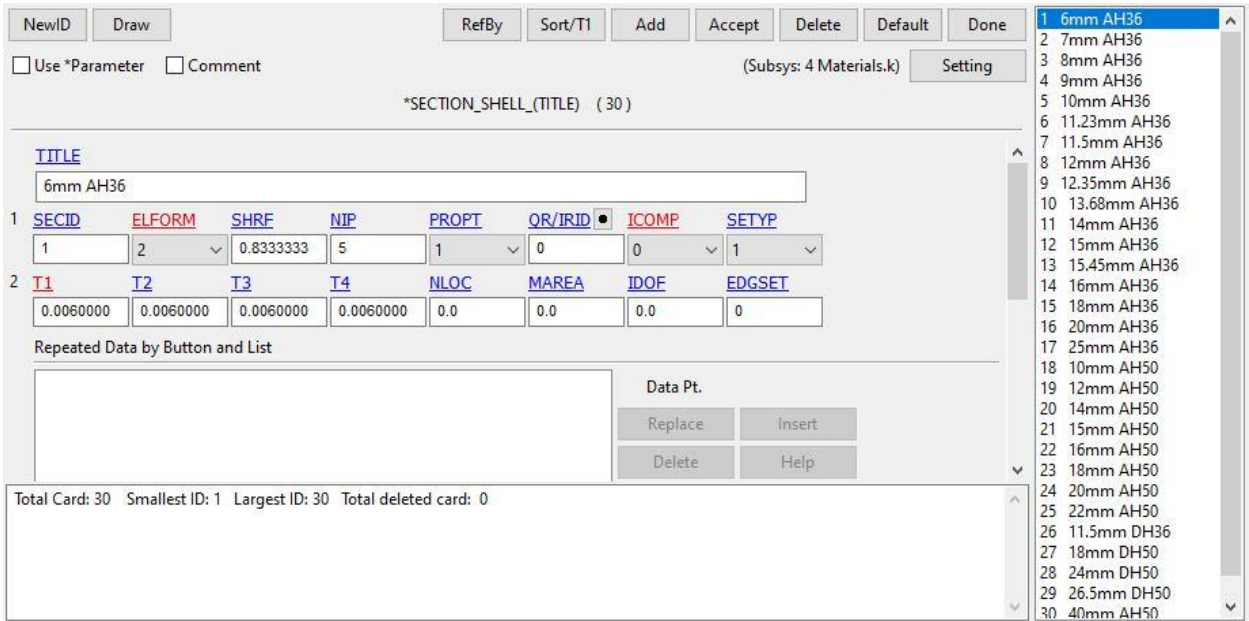 NewID Draw RefBy Sort/T1 Add Accept Delete Default Done
Use *Parameter Comment (Subsys: 4 Materials.k) Setting
*SECTION_SHELL_(TITLE) (30)
TITLE
6mm AH36
1 SECID ELFORM SHRF NIP PROPT QR/IRID ICOMP SETYP
1 2 0.8333333 5 1 0 0 1
2 T1 T2 T3 T4 NLOC MAREA IDOF EDGSET
0.0060000 0.0060000 0.0060000 0.0060000 0.0 0.0 0.0 0
Repeated Data by Button and List
Data Pt.
Replace Insert
Delete Help
Total Card: 30 Smallest ID: 1 Largest ID: 30 Total deleted card: 0
1 6mm AH36
2 7mm AH36
3 8mm AH36
4 9mm AH36
5 10mm AH36
6 11.23mm AH36
7 11.5mm AH36
8 12mm AH36
9 12.35mm AH36
10 13.68mm AH36
11 14mm AH36
12 15mm AH36
13 15.45mm AH36
14 16mm AH36
15 18mm AH36
16 20mm AH36
17 25mm AH36
18 10mm AH50
19 12mm AH50
20 14mm AH50
21 15mm AH50
22 16mm AH50
23 18mm AH50
24 20mm AH50
25 22mm AH50
26 11.5mm DH36
27 18mm DH50
28 24mm DH50
29 26.5mm DH50
30 40mm AH50